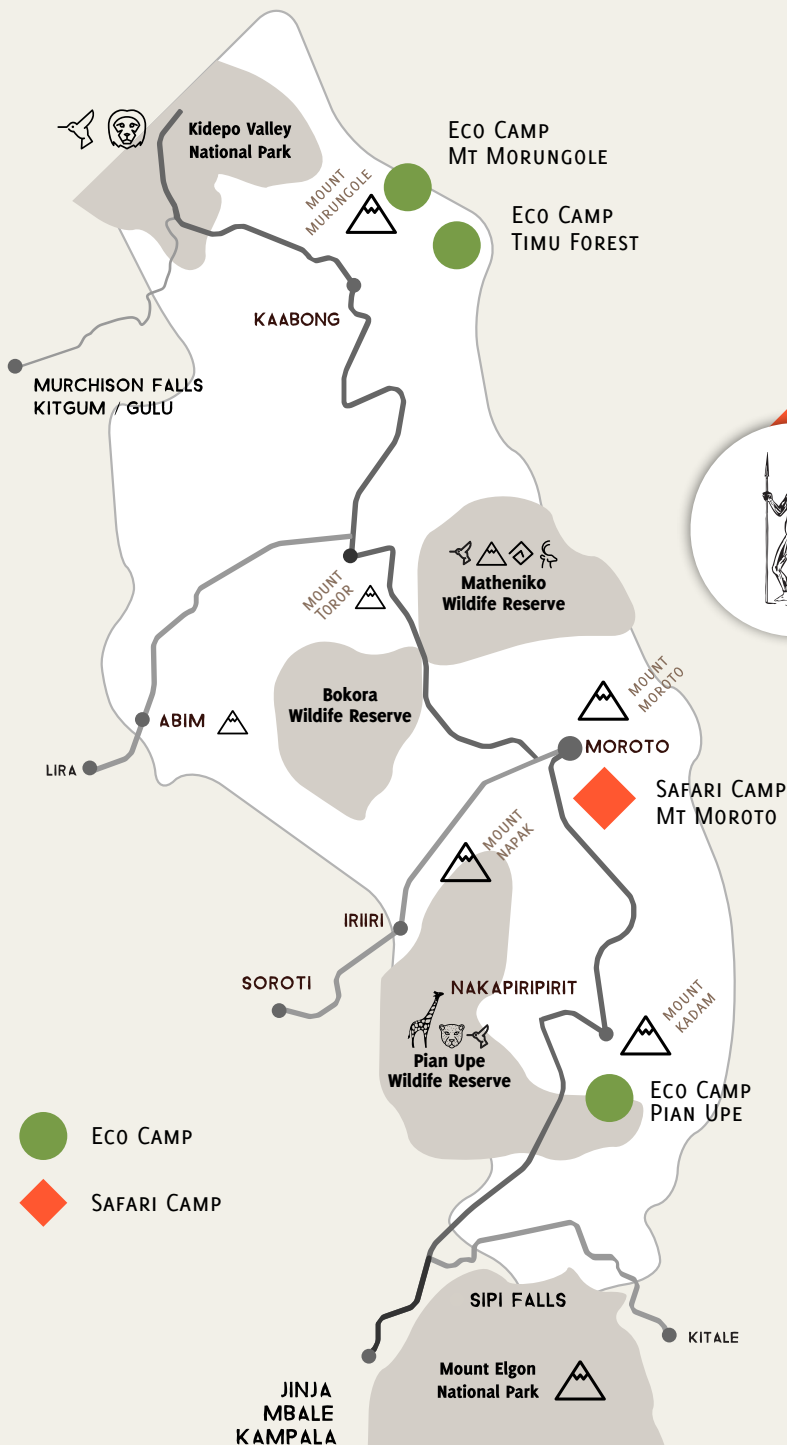 Kidepo Valley
National Park
ECO CAMP
MT MORUNGOLE
MOUNT
MURUNGOLE
ECO CAMP
TIMU FOREST
KAABONG
MURCHISON FALLS
KITGUM / GULU
Matheniko
Wildife Reserve
MOUNT
TOROR
Bokora
Wildlife Reserve
MOUNT
MOROTO
ABIM
MOROTO
LIRA
SAFARI CAMP
MT MOROTO
MOUNT
NAPAK
IRIIRI
SOROTI
NAKAPIRIPIRIT
MOUNT
KADAM
Pian Upe
Wildlife Reserve
ECO CAMP
PIAN UPE
ECO CAMP
SAFARI CAMP
SIPI FALLS
KITALE
Mount Elgon
National Park
JINJA
MBALE
KAMPALA